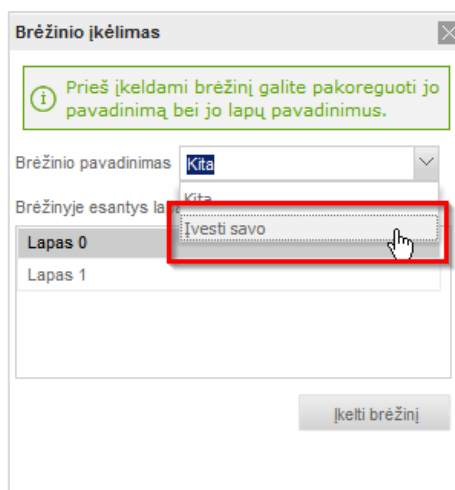 Brėžinio įkėlimas
Prieš įkeldami brėžinį galite pakoreguoti jo
pavadinimą bei jo lapų pavadinimus.
Brėžinio pavadinimas Kita
Kita
Brėžinyje esantys
Įvesti savo
Lapas 0
Lapas 1
Įkelti brėžinį